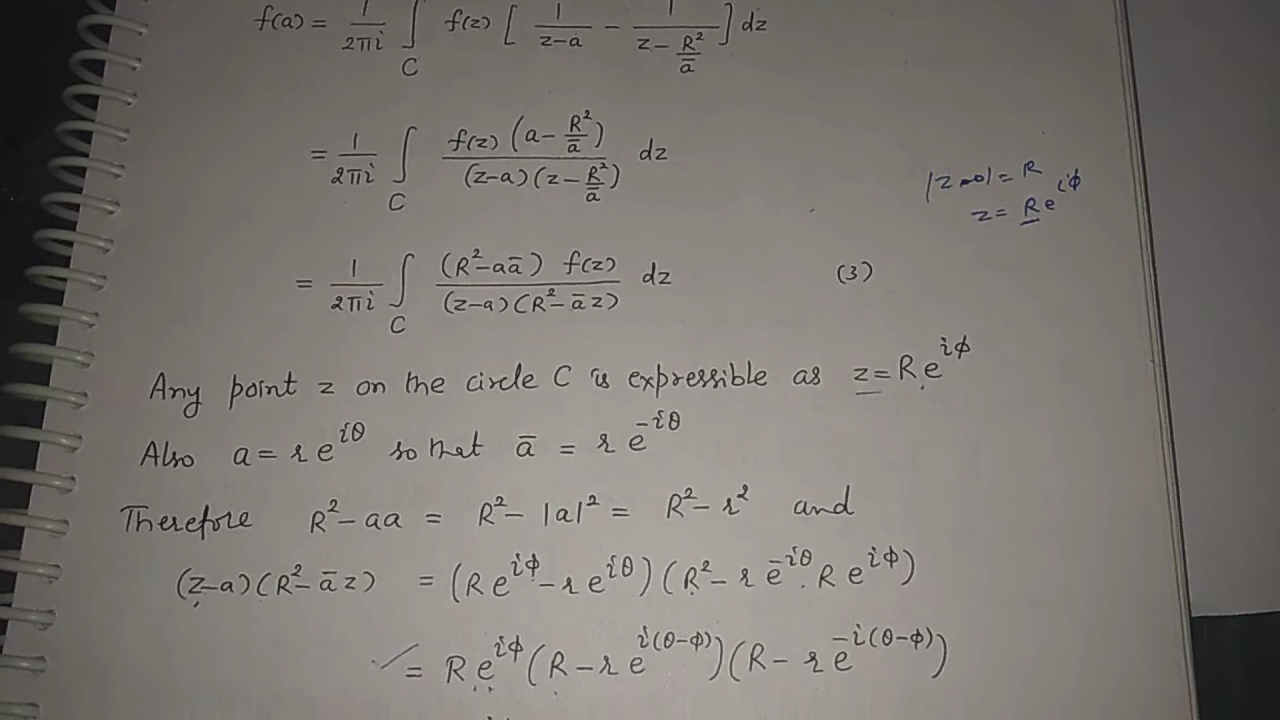 f(a) = 1/2πi ∫_C f(z) [ 1/(z-a) - 1/(z - R²/ā) ] dz
= 1/2πi ∫_C f(z) (a - R²/ā) / (z-a)(z - R²/ā) dz
|z| = R
z = Re^{iφ}
= 1/2πi ∫_C (R² - aā) f(z) / (z-a)(R² - āz) dz (3)
Any point z on the circle C is expressible as z = Re^{iφ}
Also a = re^{iθ} so that ā = re^{-iθ}
Therefore R² - aa = R² - |a|² = R² - r² and
(z-a)(R² - āz) = (Re^{iφ} - re^{iθ})(R² - re^{-iθ}.Re^{iφ})
= Re^{iφ}(R - re^{i(θ-φ)})(R - re^{-i(θ-φ)})